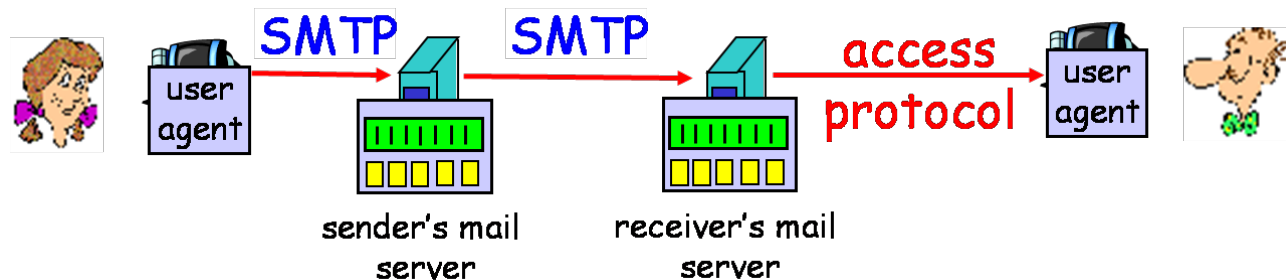 SMTP
SMTP
access
protocol
user
agent
user
agent
sender's mail
server
receiver's mail
server